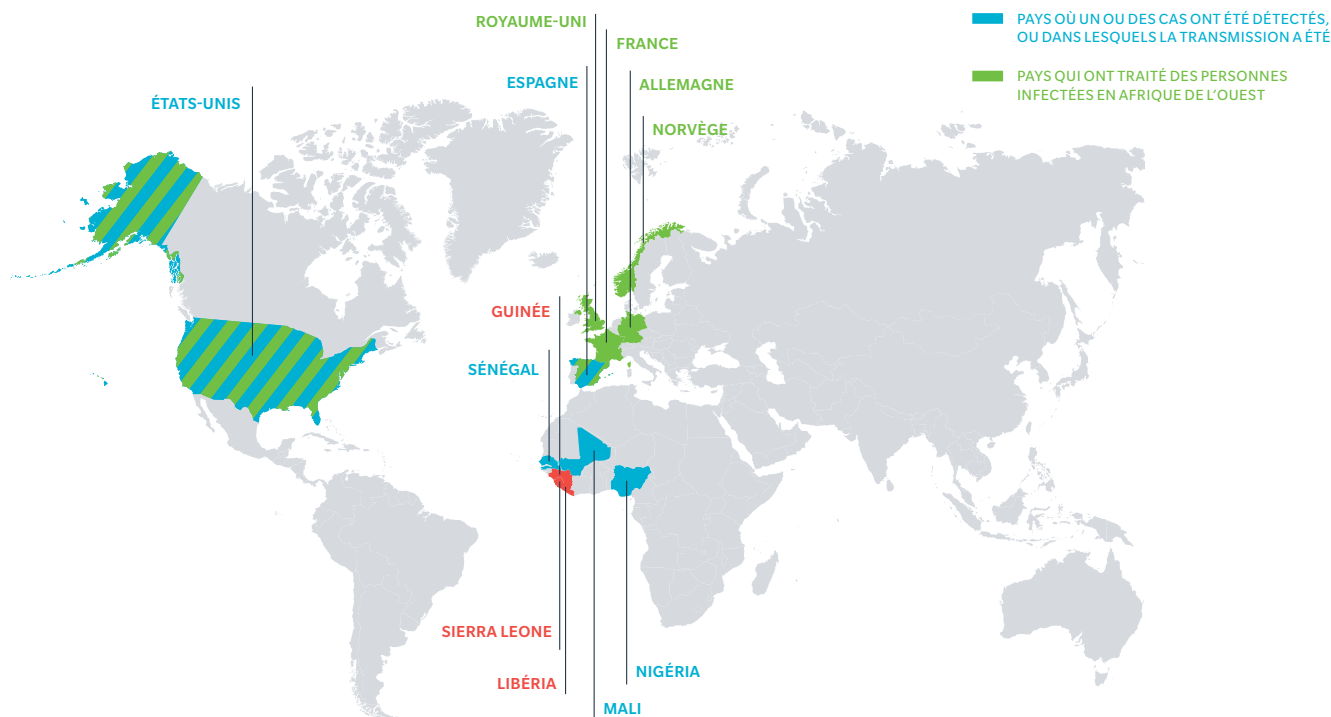 ROYAUME-UNI
FRANCE
ESPAGNE
ALLEMAGNE
ÉTATS-UNIS
NORVÈGE
PAYS OÙ UN OU DES CAS ONT ÉTÉ DÉTECTÉS,
OU DANS LESQUELS LA TRANSMISSION A ÉTÉ
PAYS QUI ONT TRAITÉ DES PERSONNES
INFECTÉES EN AFRIQUE DE L'OUEST
GUINÉE
SÉNÉGAL
SIERRA LEONE
LIBÉRIA
NIGÉRIA
MALI